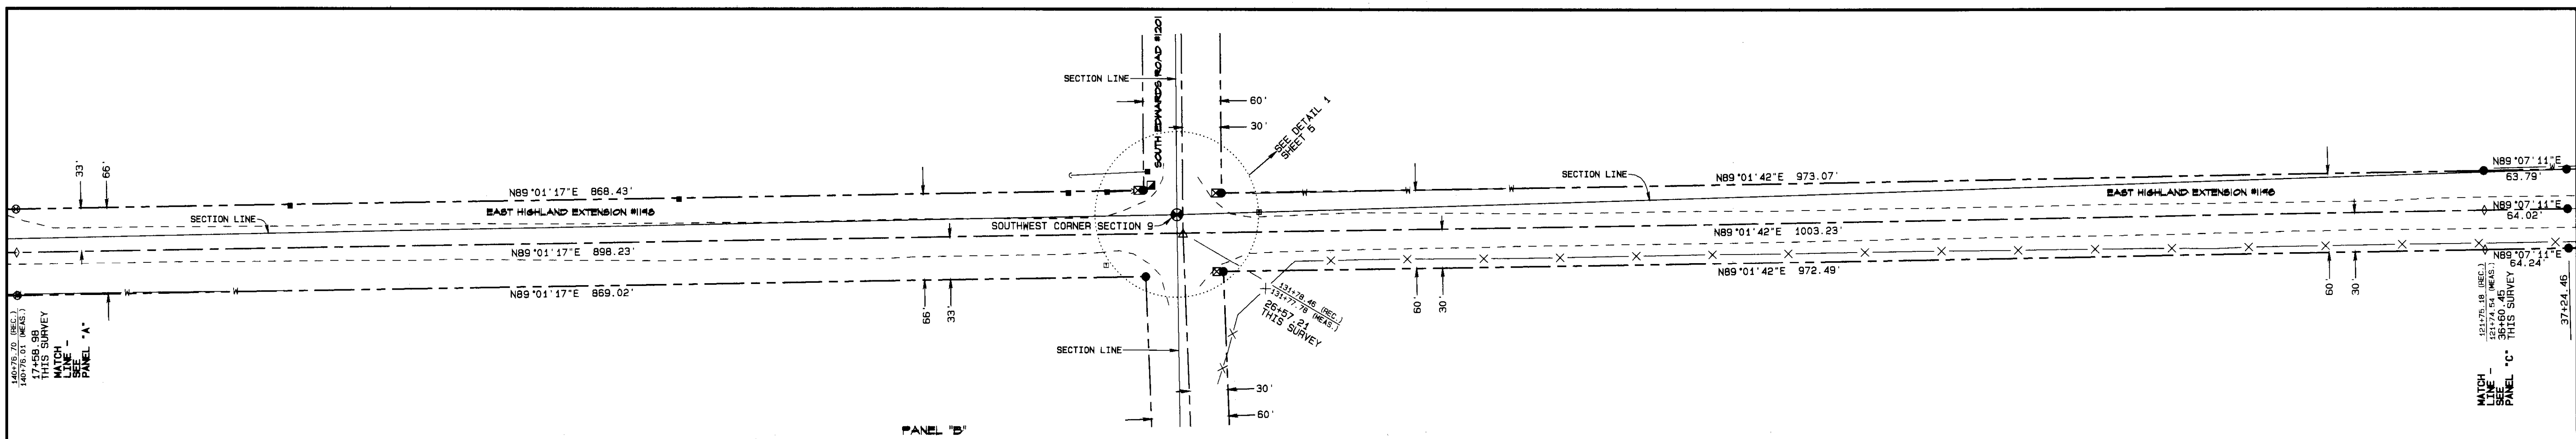 SOUTH EDWARDS ROAD #1201
SECTION LINE
60'
30'
SEE DETAIL 1
SHEET 5
33'
66'
N89°01'17"E 868.43'
EAST HIGHLAND EXTENSION #1148
SECTION LINE
N89°01'17"E 898.23'
N89°01'17"E 869.02'
66'
33'
SOUTHWEST CORNER SECTION 9
SECTION LINE
N89°01'42"E 973.07'
EAST HIGHLAND EXTENSION #1148
N89°01'42"E 1003.23'
N89°01'42"E 972.49'
60'
30'
60'
30'
N89°07'11"E
63.79'
N89°07'11"E
64.02'
N89°07'11"E
64.24'
140+76.70 (REC.)
140+76.01 (MEAS.)
17+58.98
THIS SURVEY
MATCH
LINE -
SEE
PANEL "A"
131+78.46 (REC.)
131+77.78 (MEAS.)
26+57.21
THIS SURVEY
SECTION LINE
30'
60'
121+75.18 (REC.)
121+74.54 (MEAS.)
36+60.45
THIS SURVEY
37+24.46
MATCH
LINE -
SEE
PANEL "C"
PANEL "B"